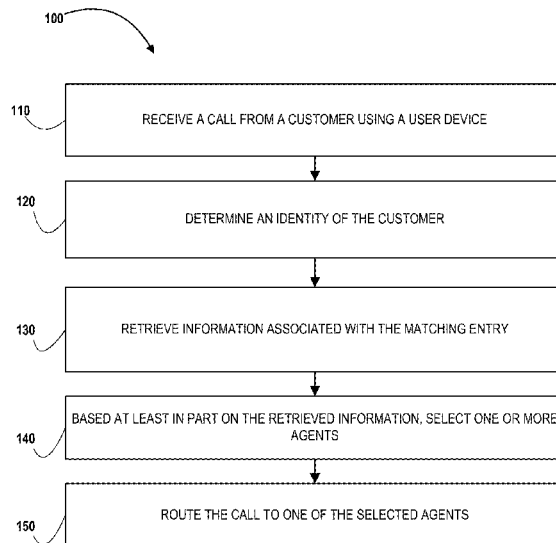 100
110
RECEIVE A CALL FROM A CUSTOMER USING A USER DEVICE
120
DETERMINE AN IDENTITY OF THE CUSTOMER
130
RETRIEVE INFORMATION ASSOCIATED WITH THE MATCHING ENTRY
140
BASED AT LEAST IN PART ON THE RETRIEVED INFORMATION, SELECT ONE OR MORE
AGENTS
150
ROUTE THE CALL TO ONE OF THE SELECTED AGENTS